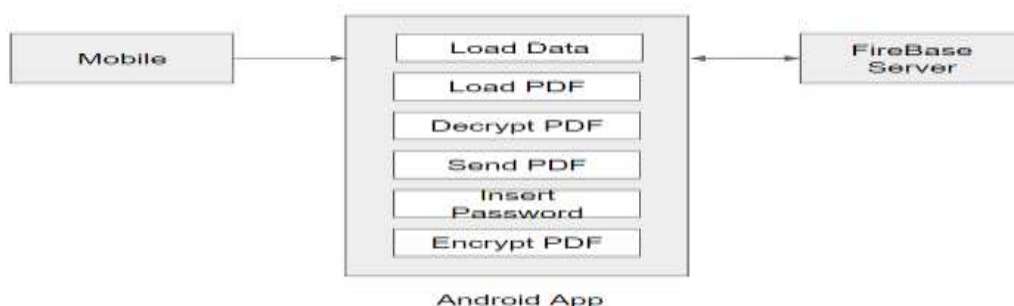 Mobile
Load Data
Load PDF
Decrypt PDF
Send PDF
Insert
Password
Encrypt PDF
FireBase
Server
Android App